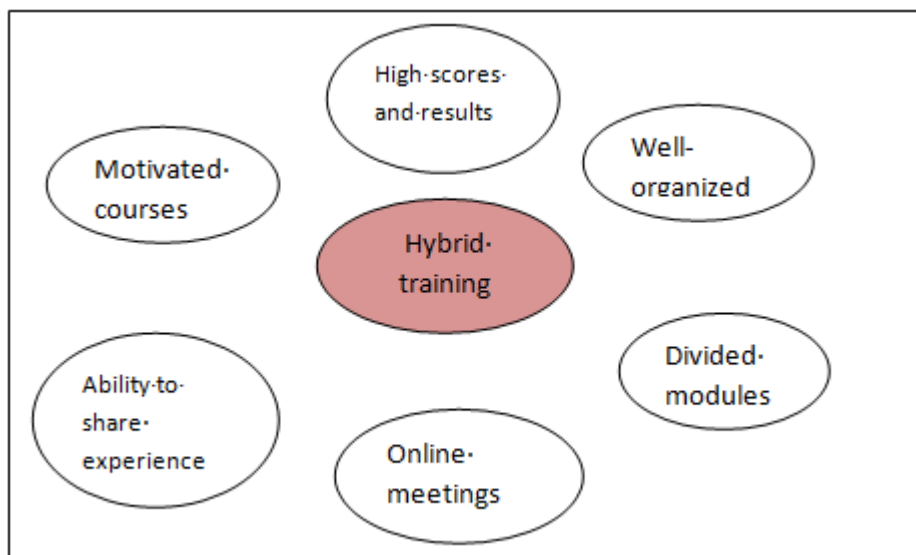 High·scores·
and·results
Motivated·
courses
Well-
organized
Hybrid·
training
Divided·
modules
Ability·to·
share·
experience
Online·
meetings